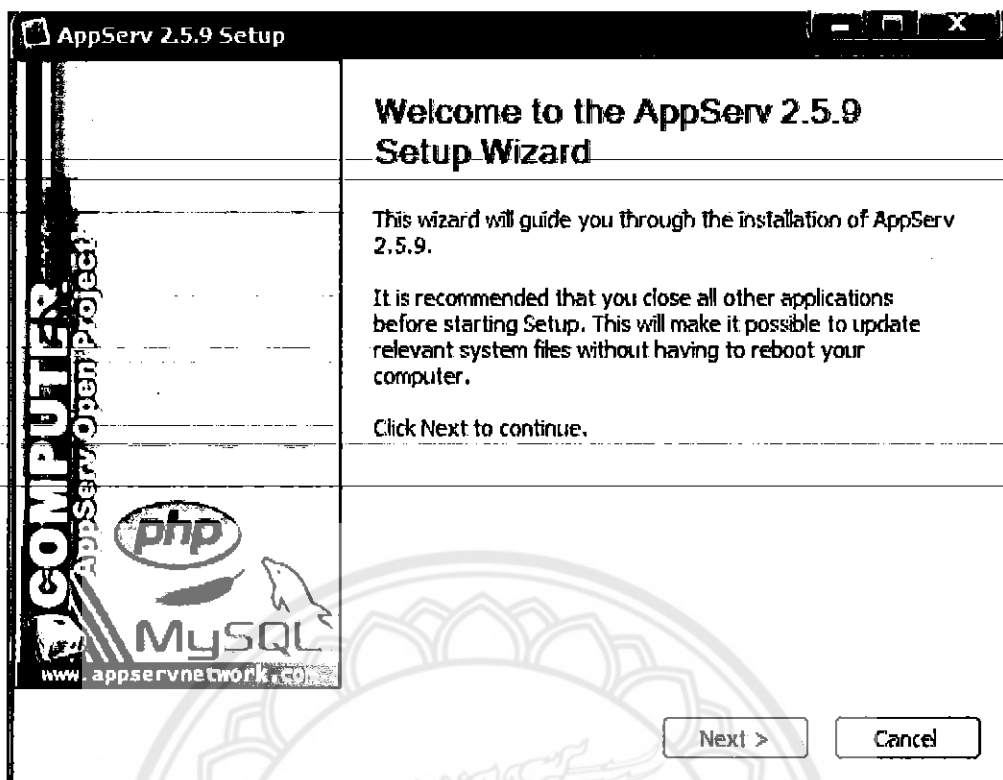 AppServ 2.5.9 Setup
Welcome to the AppServ 2.5.9
Setup Wizard
This wizard will guide you through the installation of AppServ
2.5.9.
It is recommended that you close all other applications
before starting Setup. This will make it possible to update
relevant system files without having to reboot your
computer.
Click Next to continue.
COMPUTER
AppServ Open Project
php
MySQL
www.appservnetwork.com
Next >
Cancel